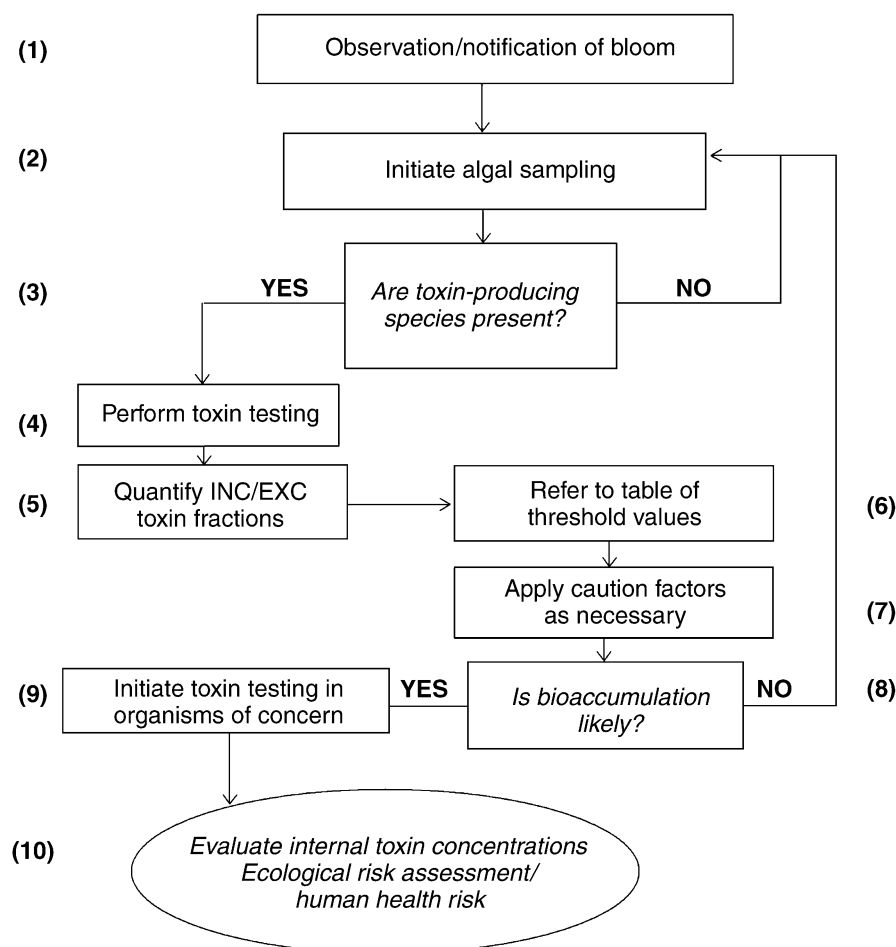 (1)
Observation/notification of bloom
(2)
Initiate algal sampling
(3)
YES
Are toxin-producing
species present?
NO
(4)
Perform toxin testing
(5)
Quantify INC/EXC
toxin fractions
Refer to table of
threshold values
(6)
Apply caution factors
as necessary
(7)
(9)
Initiate toxin testing in
organisms of concern
YES
Is bioaccumulation
likely?
NO
(8)
(10)
Evaluate internal toxin concentrations
Ecological risk assessment/
human health risk